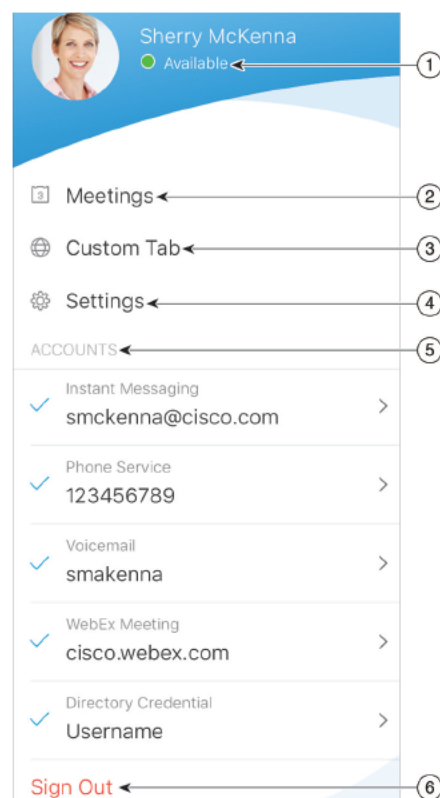 Sherry McKenna
Available
1
Meetings
2
3
Custom Tab
3
Settings
4
ACCOUNTS
5
Instant Messaging
smckenna@cisco.com
Phone Service
123456789
Voicemail
smakenna
WebEx Meeting
cisco.webex.com
Directory Credential
Username
Sign Out
6